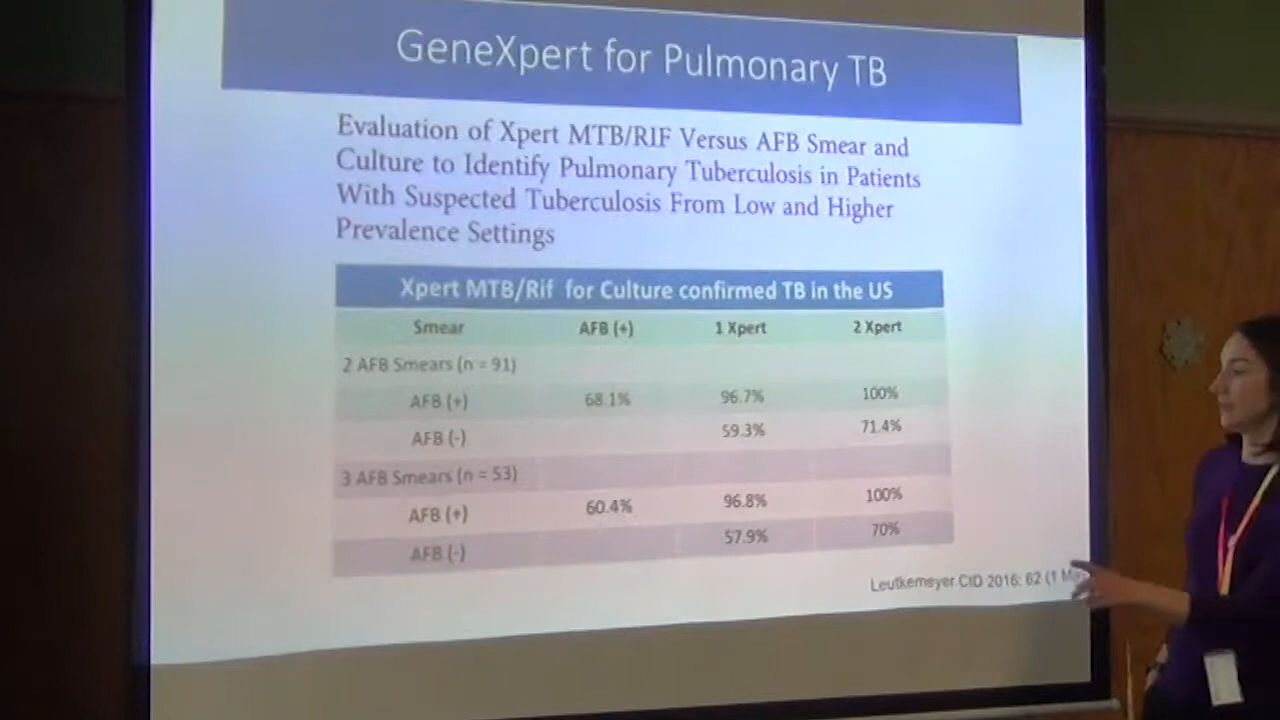 GeneXpert for Pulmonary TB
Evaluation of Xpert MTB/RIF Versus AFB Smear and
Culture to Identify Pulmonary Tuberculosis in Patients
With Suspected Tuberculosis From Low and Higher
Prevalence Settings
Xpert MTB/Rif for Culture confirmed TB in the US
Smear AFB (+) 1 Xpert 2 Xpert
2 AFB Smears (n = 91)
AFB (+) 68.1% 96.7% 100%
AFB (-) 59.3% 71.4%
3 AFB Smears (n = 53)
AFB (+) 60.4% 96.8% 100%
AFB (-) 57.9% 70%
Leutkemeyer CID 2016: 62 (1